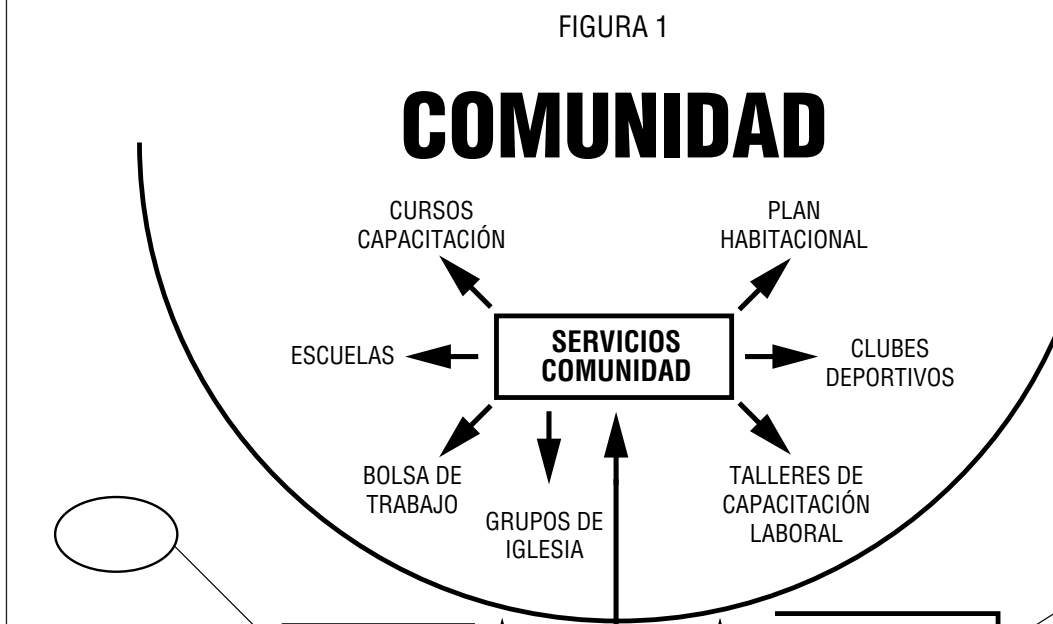 FIGURA 1
COMUNIDAD
CURSOS
CAPACITACIÓN
PLAN
HABITACIONAL
ESCUELAS
SERVICIOS
COMUNIDAD
CLUBES
DEPORTIVOS
BOLSA DE
TRABAJO
GRUPOS DE
IGLESIA
TALLERES DE
CAPACITACIÓN
LABORAL